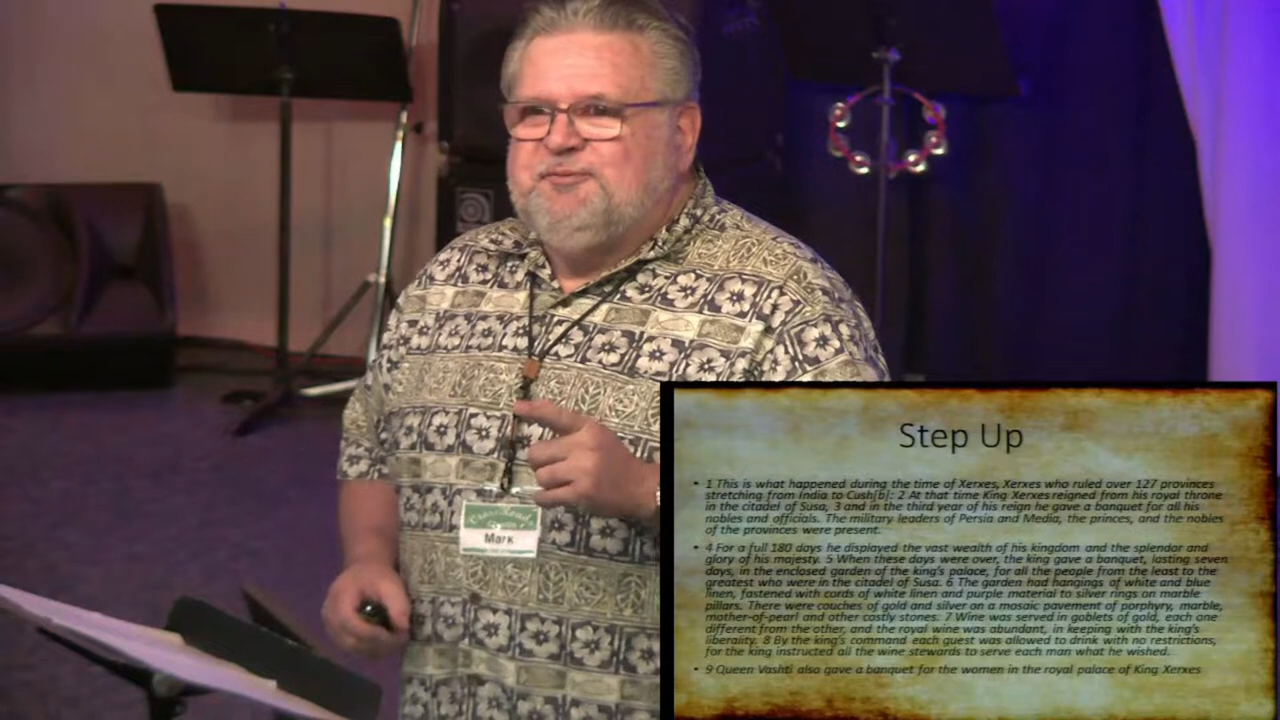 CrossRoads
Mark
Step Up
• 1 This is what happened during the time of Xerxes, Xerxes who ruled over 127 provinces
stretching from India to Cush[b]: 2 At that time King Xerxes reigned from his royal throne
in the citadel of Susa, 3 and in the third year of his reign he gave a banquet for all his
nobles and officials. The military leaders of Persia and Media, the princes, and the nobles
of the provinces were present.
• 4 For a full 180 days he displayed the vast wealth of his kingdom and the splendor and
glory of his majesty. 5 When these days were over, the king gave a banquet, lasting seven
days, in the enclosed garden of the king's palace, for all the people from the least to the
greatest who were in the citadel of Susa. 6 The garden had hangings of white and blue
linen, fastened with cords of white linen and purple material to silver rings on marble
pillars. There were couches of gold and silver on a mosaic pavement of porphyry, marble,
mother-of-pearl and other costly stones. 7 Wine was served in goblets of gold, each one
different from the other, and the royal wine was abundant, in keeping with the king's
liberality. 8 By the king's command each guest was allowed to drink with no restrictions,
for the king instructed all the wine stewards to serve each man what he wished.
• 9 Queen Vashti also gave a banquet for the women in the royal palace of King Xerxes